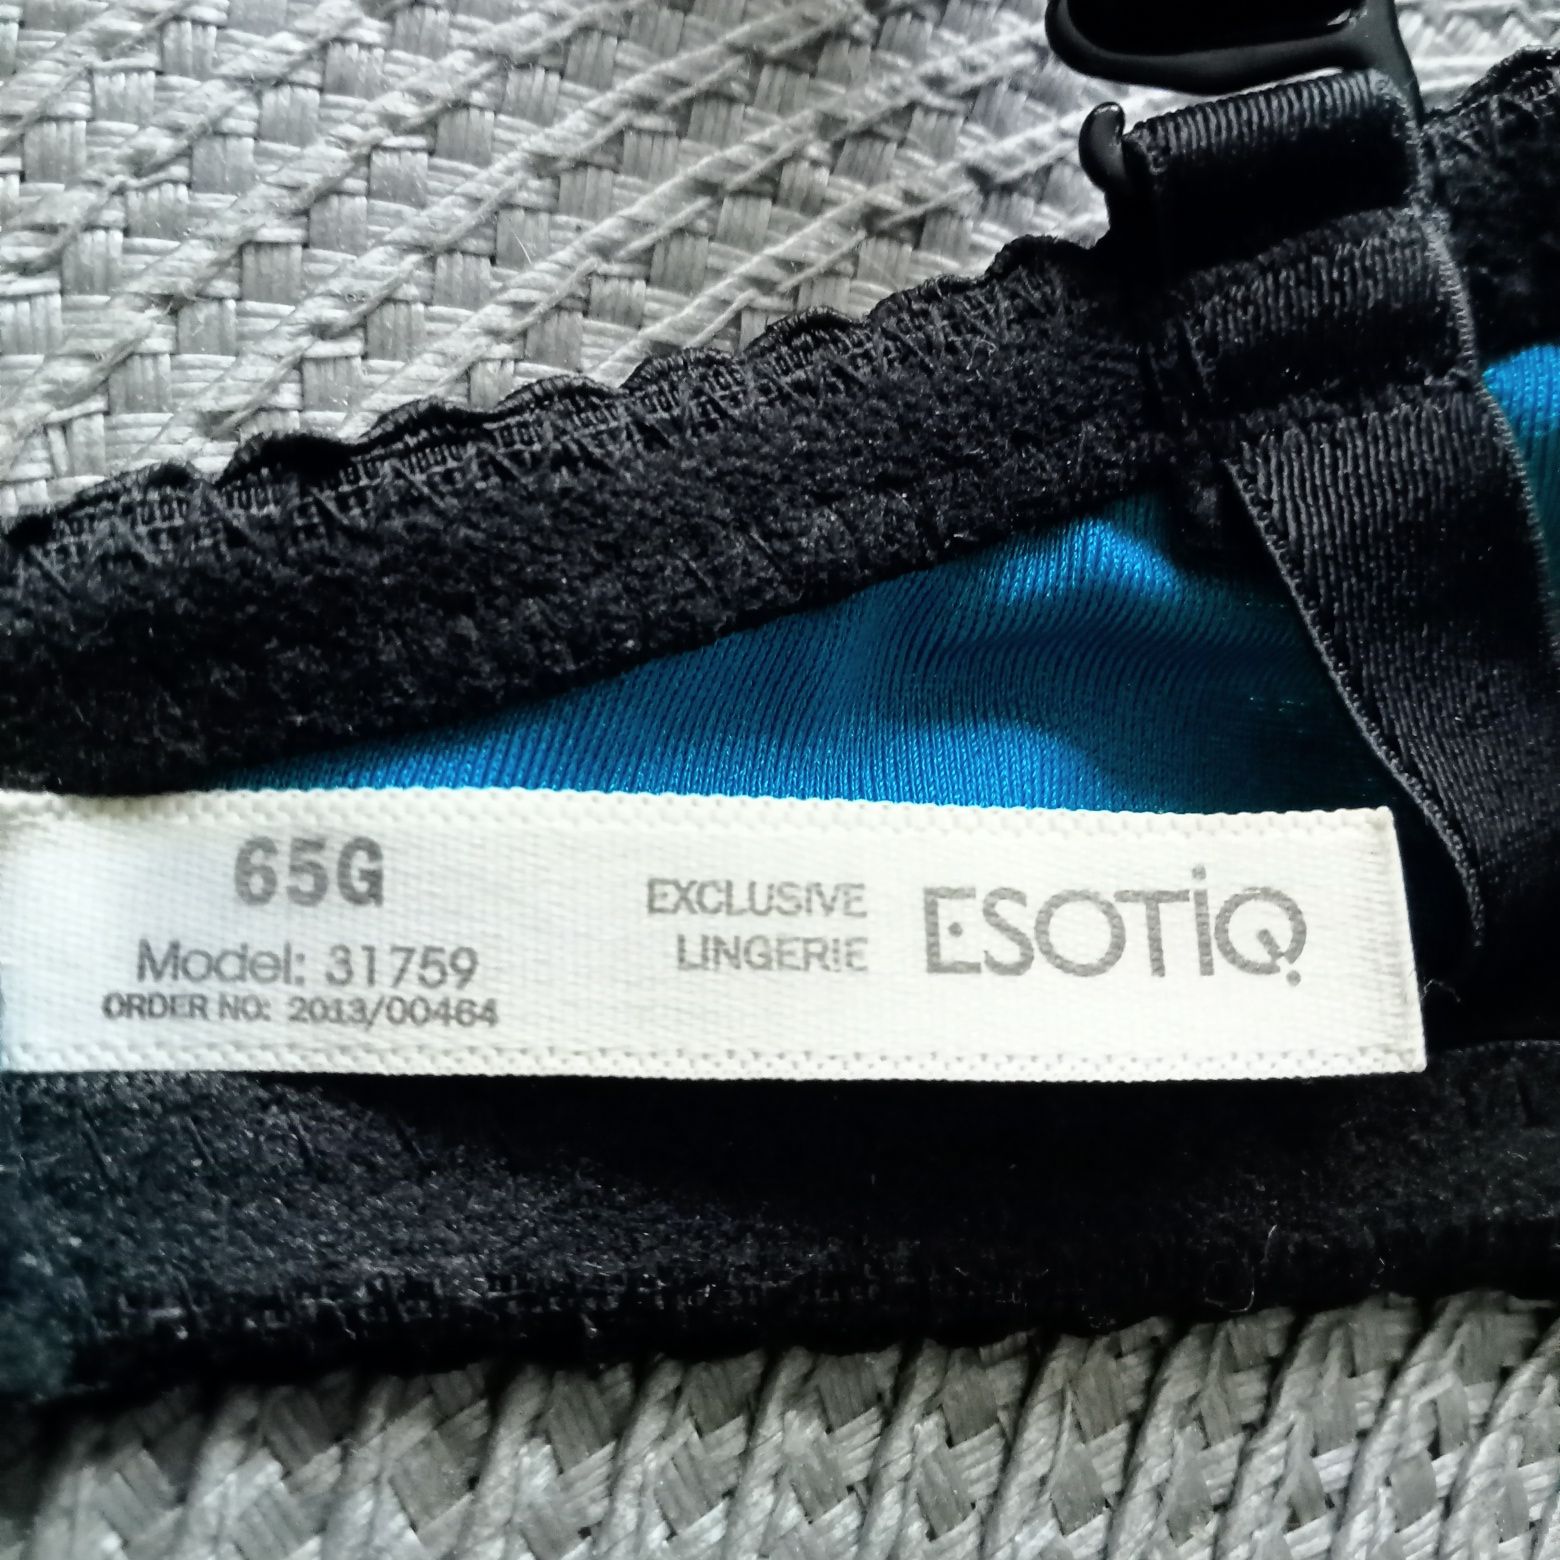 65G
Model: 31759
ORDER NO: 2013/00464
EXCLUSIVE
LINGERIE
ESOTIQ